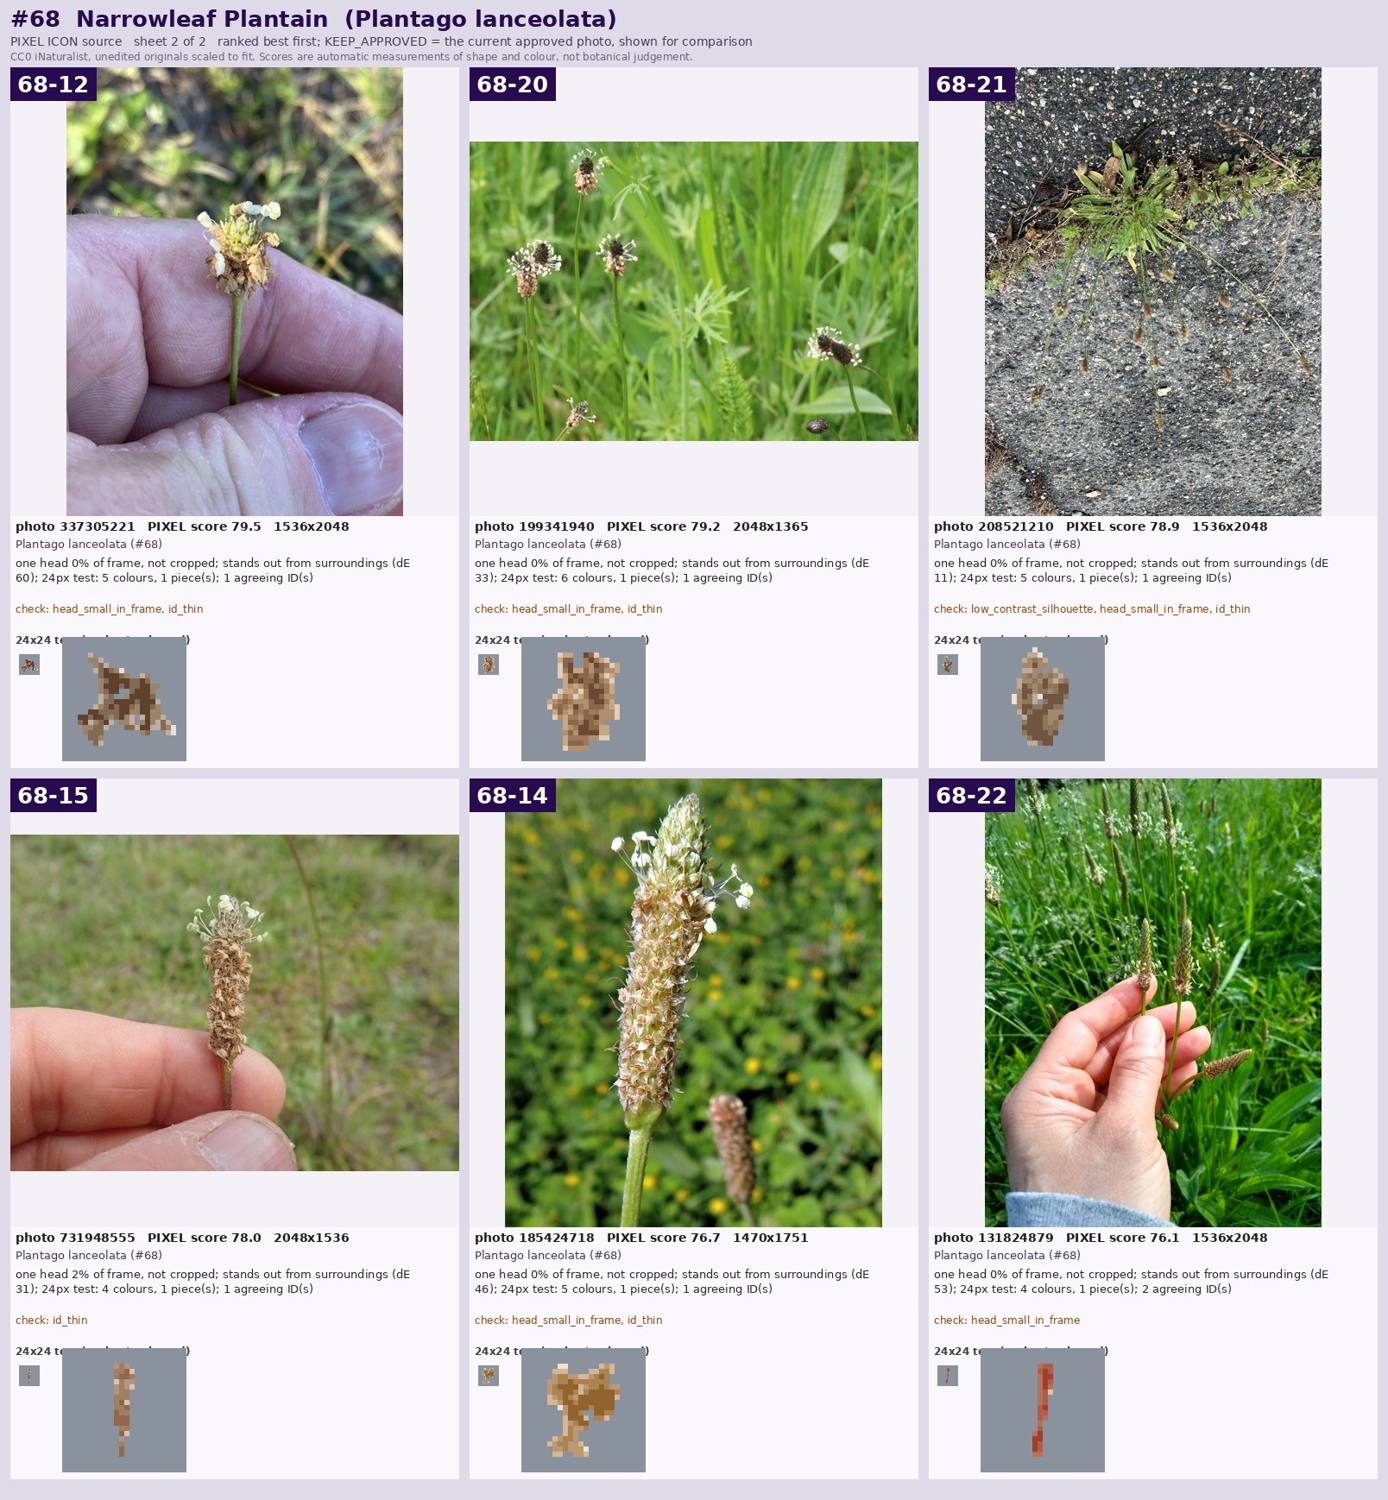 #68 Narrowleaf Plantain (Plantago lanceolata)
PIXEL ICON source sheet 2 of 2 ranked best first; KEEP_APPROVED = the current approved photo, shown for comparison
CC0 iNaturalist, unedited originals scaled to fit. Scores are automatic measurements of shape and colour, not botanical judgement.
68-12
68-20
68-21
photo 337305221 PIXEL score 79.5 1536x2048
Plantago lanceolata (#68)
one head 0% of frame, not cropped; stands out from surroundings (dE
60); 24px test: 5 colours, 1 piece(s); 1 agreeing ID(s)
check: head_small_in_frame, id_thin
24x24
photo 199341940 PIXEL score 79.2 2048x1365
Plantago lanceolata (#68)
one head 0% of frame, not cropped; stands out from surroundings (dE
33); 24px test: 6 colours, 1 piece(s); 1 agreeing ID(s)
check: head_small_in_frame, id_thin
24x24
photo 208521210 PIXEL score 78.9 1536x2048
Plantago lanceolata (#68)
one head 0% of frame, not cropped; stands out from surroundings (dE
11); 24px test: 5 colours, 1 piece(s); 1 agreeing ID(s)
check: low_contrast_silhouette, head_small_in_frame, id_thin
24x24
68-15
68-14
68-22
photo 731948555 PIXEL score 78.0 2048x1536
Plantago lanceolata (#68)
one head 2% of frame, not cropped; stands out from surroundings (dE
31); 24px test: 4 colours, 1 piece(s); 1 agreeing ID(s)
check: id_thin
24x24
photo 185424718 PIXEL score 76.7 1470x1751
Plantago lanceolata (#68)
one head 0% of frame, not cropped; stands out from surroundings (dE
46); 24px test: 5 colours, 1 piece(s); 1 agreeing ID(s)
check: head_small_in_frame, id_thin
24x24
photo 131824879 PIXEL score 76.1 1536x2048
Plantago lanceolata (#68)
one head 0% of frame, not cropped; stands out from surroundings (dE
53); 24px test: 4 colours, 1 piece(s); 2 agreeing ID(s)
check: head_small_in_frame
24x24